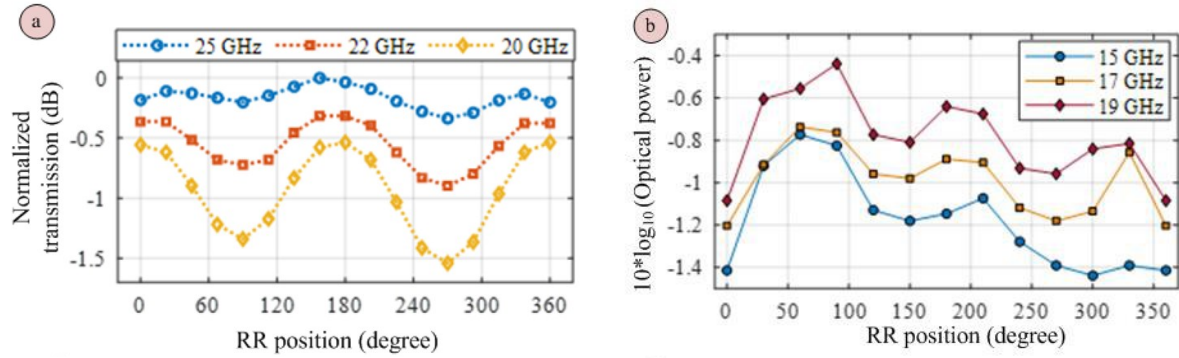 a
25 GHz 22 GHz 20 GHz
Normalized
transmission (dB)
0
-0.5
-1
-1.5
0 60 120 180 240 300 360
RR position (degree)
b
15 GHz
17 GHz
19 GHz
10*log10(Optical power)
-0.4
-0.6
-0.8
-1
-1.2
-1.4
0 50 100 150 200 250 300 350
RR position (degree)